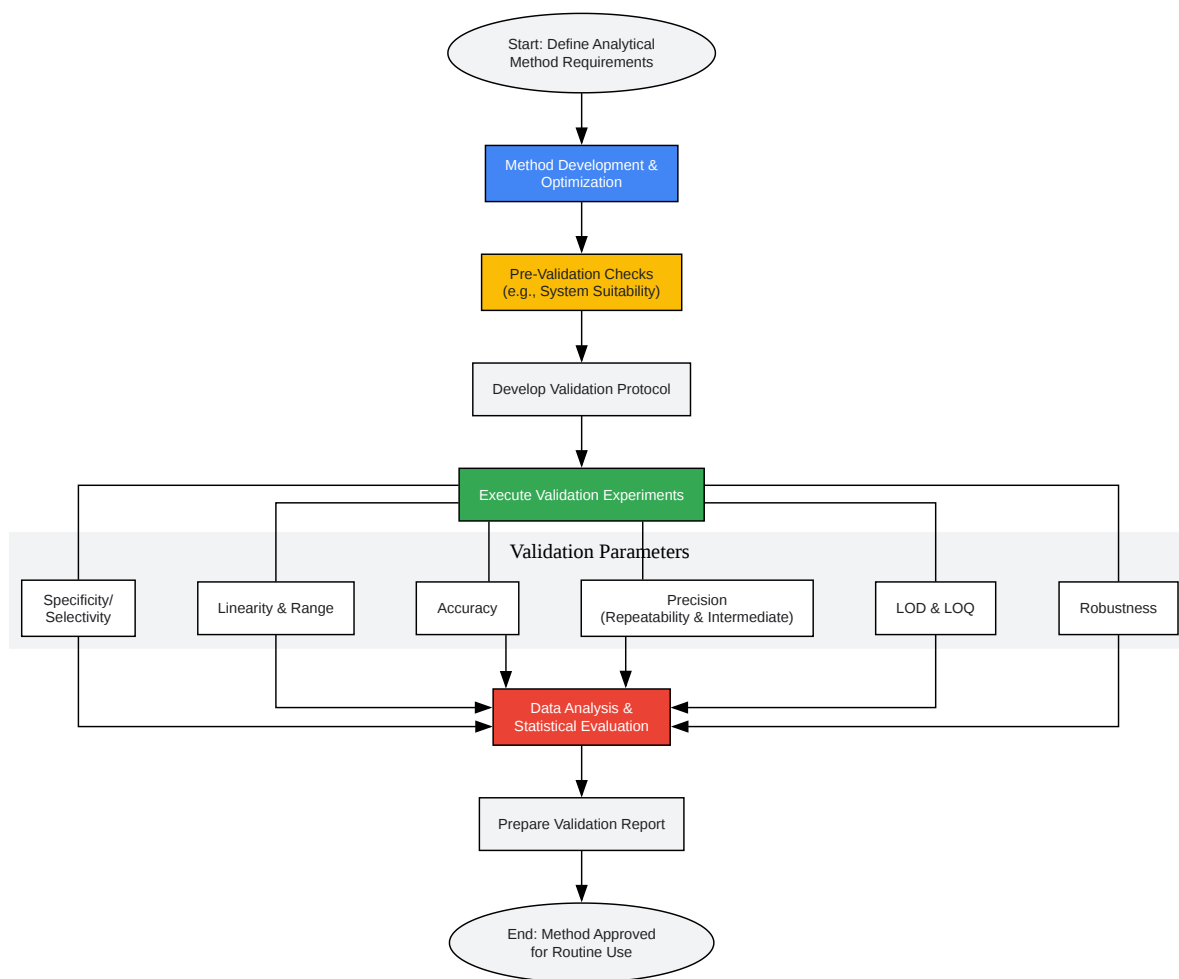 Start: Define Analytical
Method Requirements
Method Development &
Optimization
Pre-Validation Checks
(e.g., System Suitability)
Develop Validation Protocol
Execute Validation Experiments
Validation Parameters
Specificity/
Selectivity
Linearity & Range
Accuracy
Precision
(Repeatability & Intermediate)
LOD & LOQ
Robustness
Data Analysis &
Statistical Evaluation
Prepare Validation Report
End: Method Approved
for Routine Use